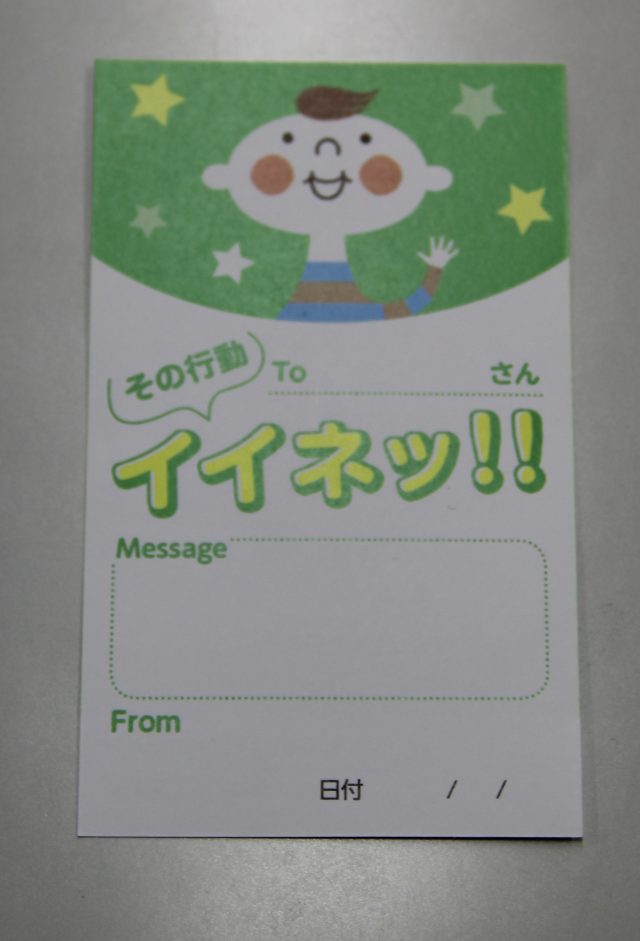 その行動
To さん
イイネッ!!
Message
From
日付 / /